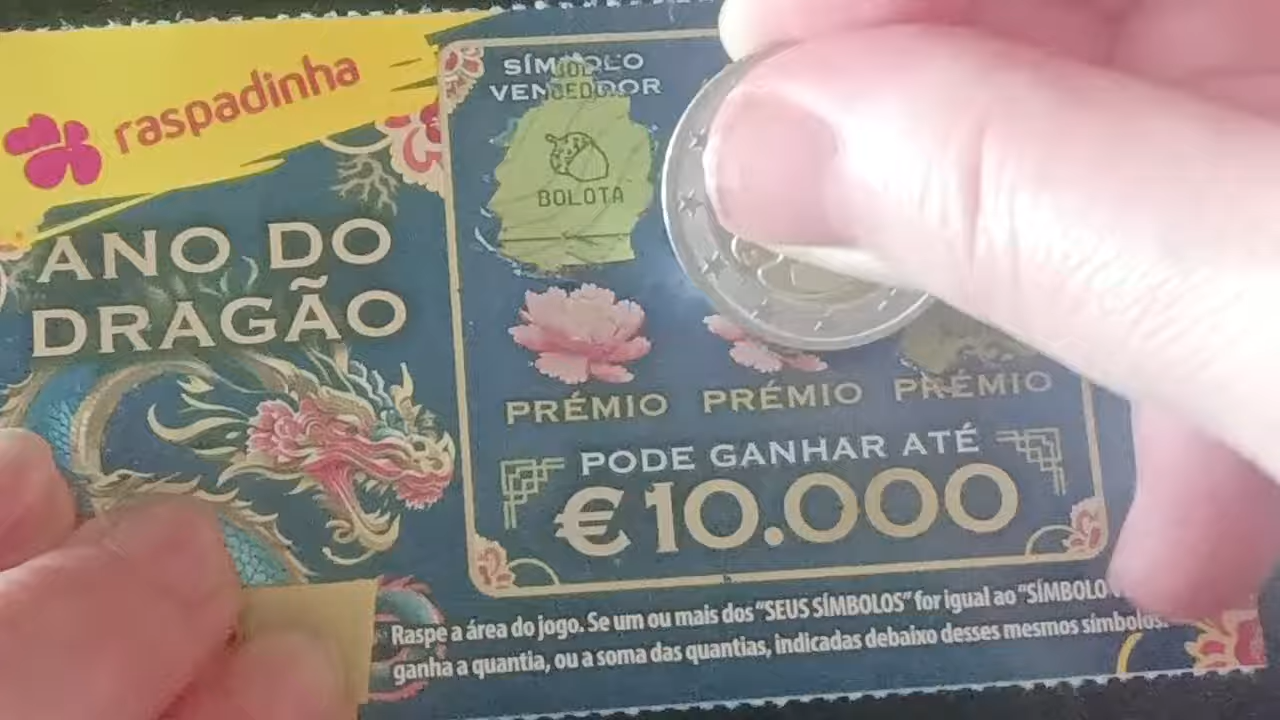 raspadinha
ANO DO
DRAGÃO
SÍMBOLO
VENCEDOR
BOLOTA
PRÉMIO PRÉMIO PRÉMIO
PODE GANHAR ATÉ
€10.000
Raspe a área do jogo. Se um ou mais dos "SEUS SÍMBOLOS" for igual ao "SÍMBOLO
ganha a quantia, ou a soma das quantias, indicadas debaixo desses mesmos símbolos.